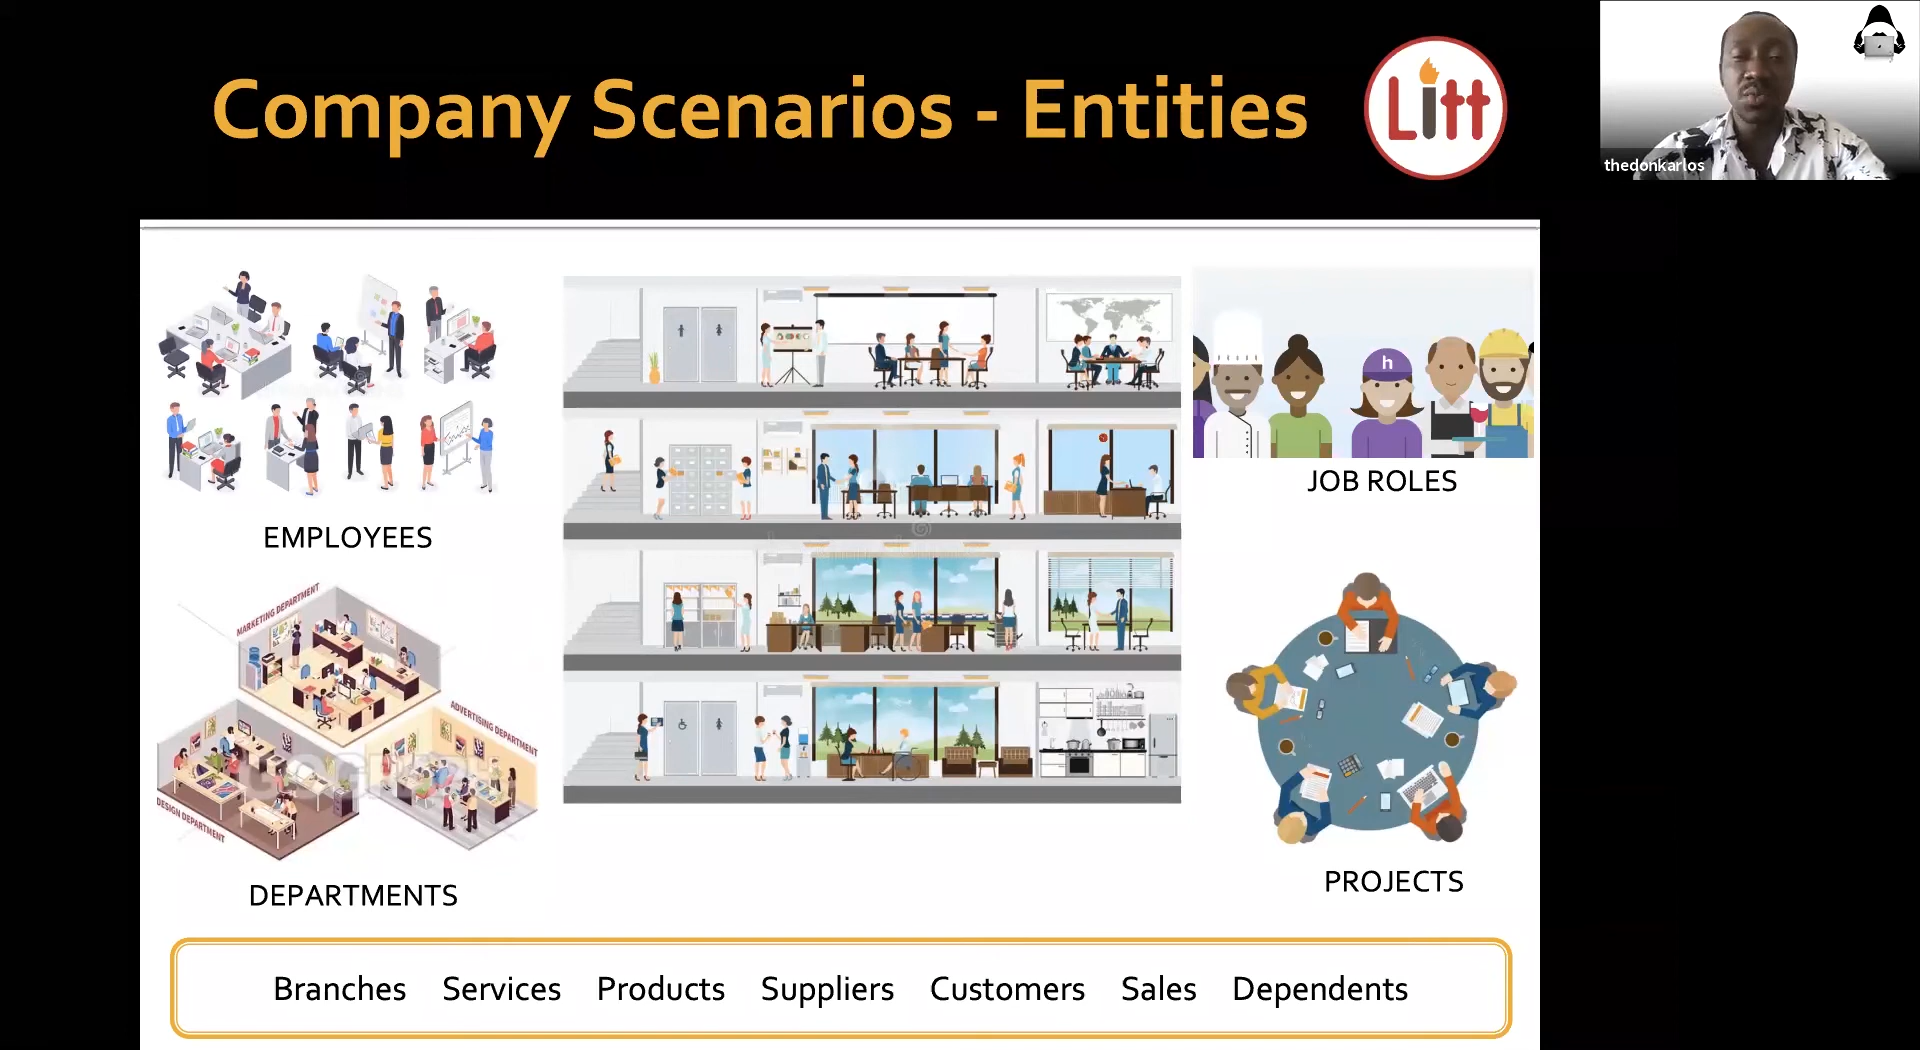 Company Scenarios - Entities
Litt
thedonkarlos
h
JOB ROLES
EMPLOYEES
MARKETING DEPARTMENT
ADVERTISING DEPARTMENT
DESIGN DEPARTMENT
DEPARTMENTS
PROJECTS
Branches Services Products Suppliers Customers Sales Dependents